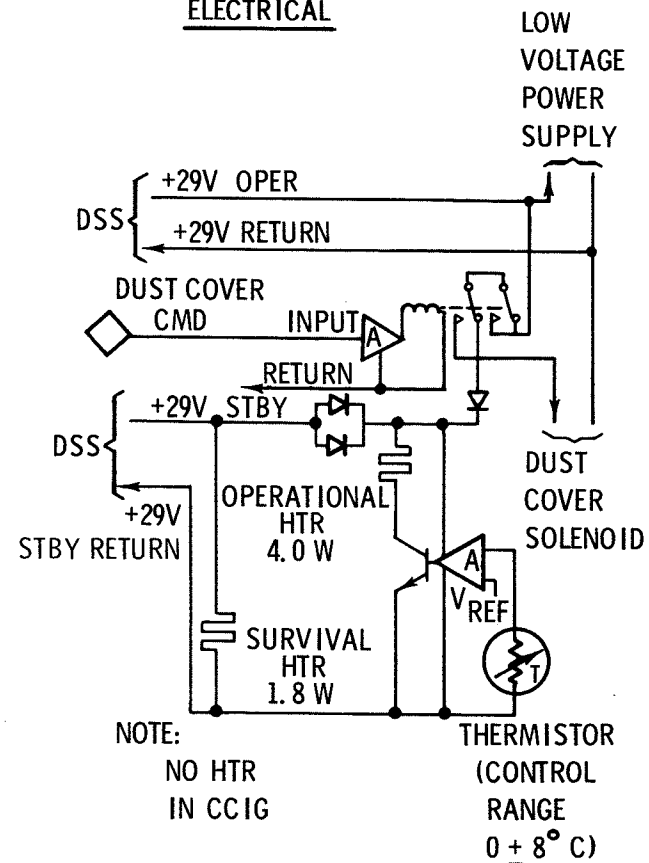 ELECTRICAL
LOW
VOLTAGE
POWER
SUPPLY
+29V OPER
DSS
+29V RETURN
DUST COVER
CMD
INPUT
A
RETURN
+29V STBY
DSS
+29V
STBY RETURN
OPERATIONAL
HTR
4.0 W
DUST
COVER
SOLENOID
A
VREF
SURVIVAL
HTR
1.8 W
T
NOTE:
NO HTR
IN CCIG
THERMISTOR
(CONTROL
RANGE
0 ± 8° C)